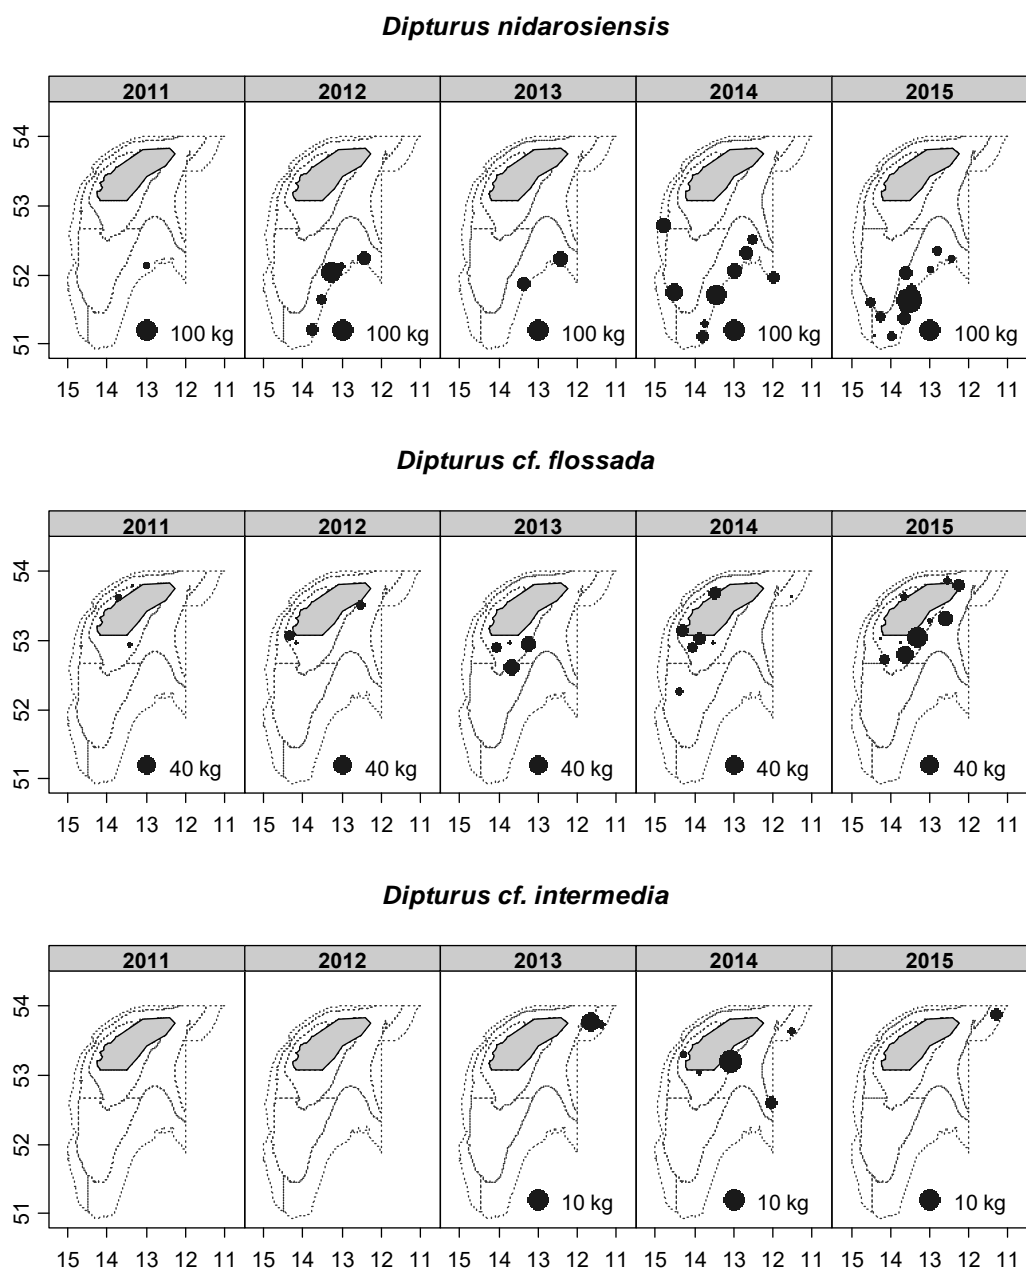 Dipturus nidarosiensis
2011 2012 2013 2014 2015
54
53
52
51
100 kg 100 kg 100 kg 100 kg 100 kg
15 14 13 12 11 15 14 13 12 11 15 14 13 12 11 15 14 13 12 11 15 14 13 12 11
Dipturus cf. flossada
2011 2012 2013 2014 2015
54
53
52
51
40 kg 40 kg 40 kg 40 kg 40 kg
15 14 13 12 11 15 14 13 12 11 15 14 13 12 11 15 14 13 12 11 15 14 13 12 11
Dipturus cf. intermedia
2011 2012 2013 2014 2015
54
53
52
51
10 kg 10 kg 10 kg
15 14 13 12 11 15 14 13 12 11 15 14 13 12 11 15 14 13 12 11 15 14 13 12 11